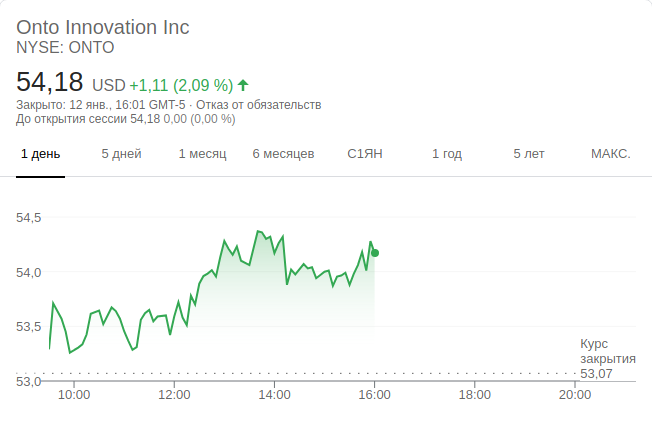 Onto Innovation Inc
NYSE: ONTO
54,18 USD +1,11 (2,09 %)
Закрыто: 12 янв., 16:01 GMT-5 · Отказ от обязательств
До открытия сессии 54,18 0,00 (0,00 %)
1 день 5 дней 1 месяц 6 месяцев С1ЯН 1 год 5 лет МАКС.
54,5
54,0
53,5
Курс
закрытия
53,07
53,0
10:00 12:00 14:00 16:00 18:00 20:00